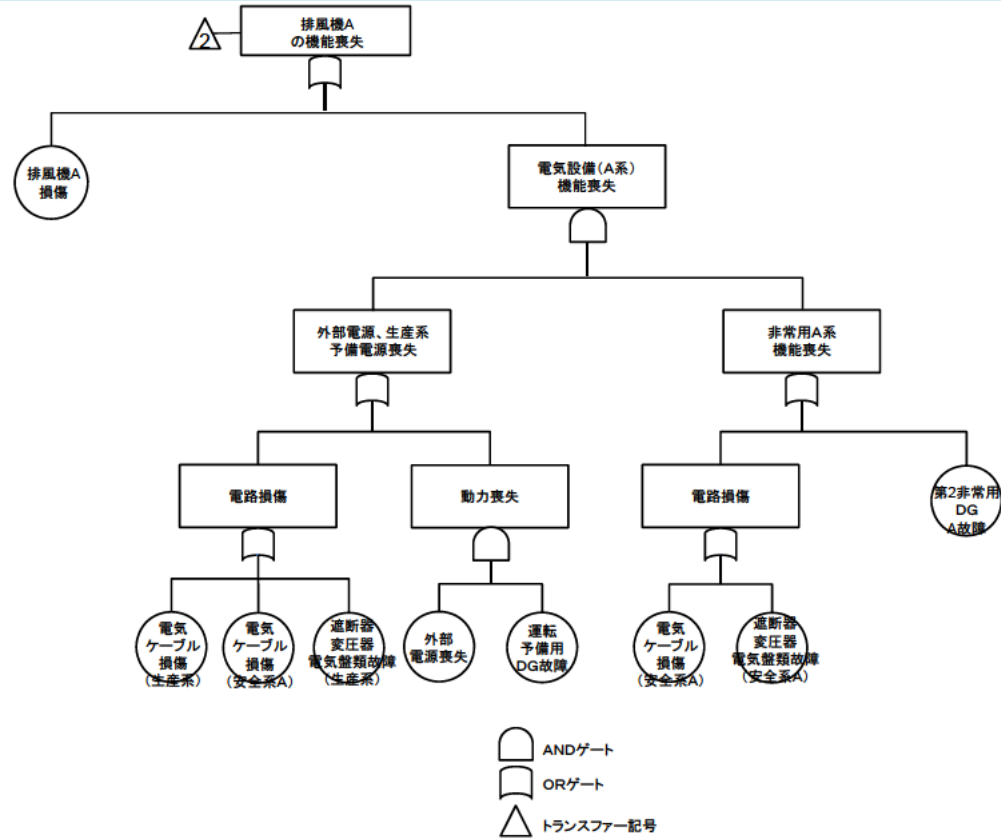 2
排風機A
の機能喪失
排風機A
損傷
電気設備(A系)
機能喪失
外部電源、生産系
予備電源喪失
非常用A系
機能喪失
電路損傷
動力喪失
電路損傷
第2非常用
DG
A故障
電気
ケーブル
損傷
(生産系)
電気
ケーブル
損傷
(安全系A)
遮断器
変圧器
電気盤類故障
(生産系)
外部
電源喪失
運転
予備用
DG故障
電気
ケーブル
損傷
(安全系A)
遮断器
変圧器
電気盤類故障
(安全系A)
ANDゲート
ORゲート
トランスファー記号